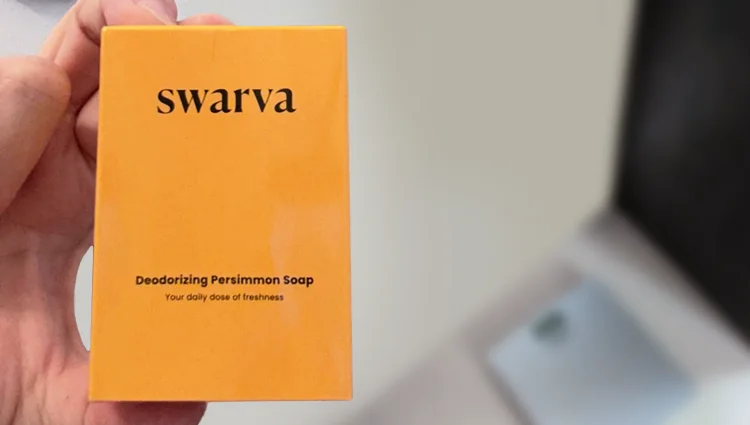 swarva
Deodorizing Persimmon Soap
Your daily dose of freshness